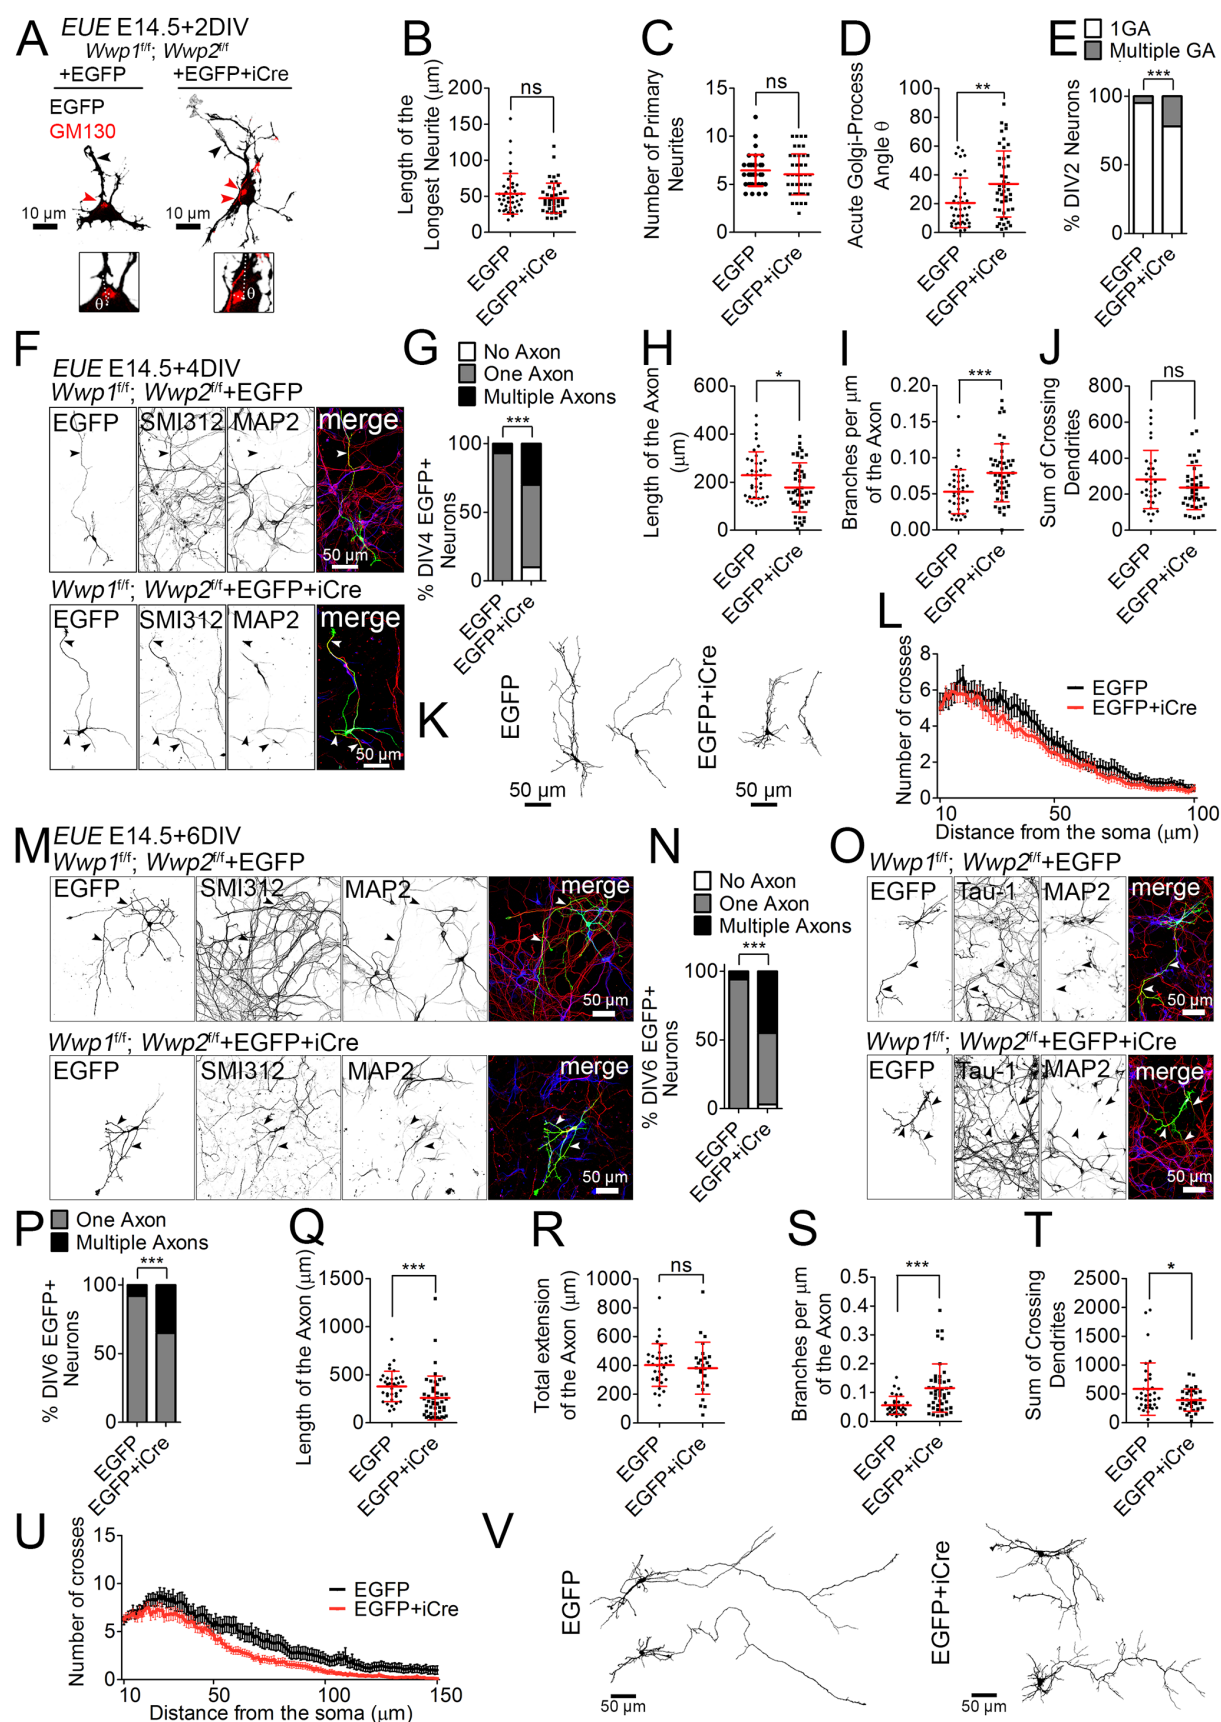 A
EUE E14.5+2DIV
Wwp1f/f; Wwp2f/f
+EGFP
+EGFP+iCre
EGFP
GM130
10 µm
10 µm
θ
θ
B
Length of the
Longest Neurite (µm)
200
150
100
50
0
ns
EGFP
EGFP+iCre
C
Number of Primary
Neurites
15
10
5
0
ns
EGFP
EGFP+iCre
D
Acute Golgi-Process
Angle θ
100
80
60
40
20
0
**
EGFP
EGFP+iCre
E
1GA
Multiple GA
% DIV2 Neurons
100
50
0
***
EGFP
EGFP+iCre
F
EUE E14.5+4DIV
Wwp1f/f; Wwp2f/f+EGFP
EGFP
SMI312
MAP2
merge
50 µm
Wwp1f/f; Wwp2f/f+EGFP+iCre
EGFP
SMI312
MAP2
merge
50 µm
G
No Axon
One Axon
Multiple Axons
% DIV4 EGFP+
Neurons
100
50
0
***
EGFP
EGFP+iCre
H
Length of the Axon
(µm)
600
400
200
0
*
EGFP
EGFP+iCre
I
Branches per µm
of the Axon
0.20
0.15
0.10
0.05
0.00
***
EGFP
EGFP+iCre
J
Sum of Crossing
Dendrites
800
600
400
200
0
ns
EGFP
EGFP+iCre
K
EGFP
50 µm
EGFP+iCre
50 µm
L
Number of crosses
8
6
4
2
0
EGFP
EGFP+iCre
10
50
100
Distance from the soma (µm)
M
EUE E14.5+6DIV
Wwp1f/f; Wwp2f/f+EGFP
EGFP
SMI312
MAP2
merge
50 µm
Wwp1f/f; Wwp2f/f+EGFP+iCre
EGFP
SMI312
MAP2
merge
50 µm
N
No Axon
One Axon
Multiple Axons
% DIV6 EGFP+
Neurons
100
50
0
***
EGFP
EGFP+iCre
O
Wwp1f/f; Wwp2f/f+EGFP
EGFP
Tau-1
MAP2
merge
50 µm
Wwp1f/f; Wwp2f/f+EGFP+iCre
EGFP
Tau-1
MAP2
merge
50 µm
P
One Axon
Multiple Axons
% DIV6 EGFP+
Neurons
100
50
0
***
EGFP
EGFP+iCre
Q
Length of the Axon (µm)
1500
1000
500
0
***
EGFP
EGFP+iCre
R
Total extension
of the Axon (µm)
1000
800
600
400
200
0
ns
EGFP
EGFP+iCre
S
Branches per µm
of the Axon
0.5
0.4
0.3
0.2
0.1
0.0
***
EGFP
EGFP+iCre
T
Sum of Crossing
Dendrites
2500
2000
1500
1000
500
0
*
EGFP
EGFP+iCre
U
Number of crosses
15
10
5
0
EGFP
EGFP+iCre
10
50
100
150
Distance from the soma (µm)
V
EGFP
50 µm
EGFP+iCre
50 µm